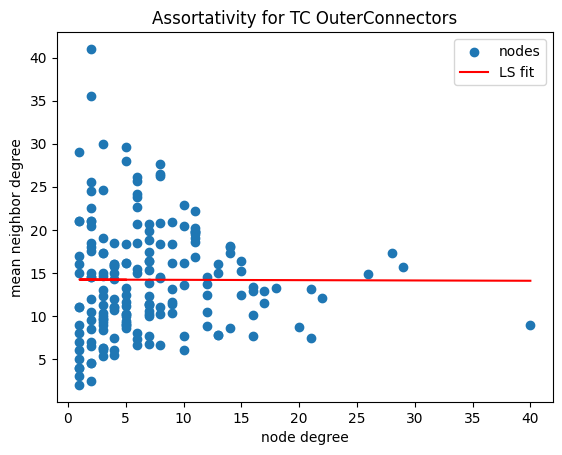 Assortativity for TC OuterConnectors
nodes
LS fit
mean neighbor degree
40
35
30
25
20
15
10
5
0 5 10 15 20 25 30 35 40
node degree